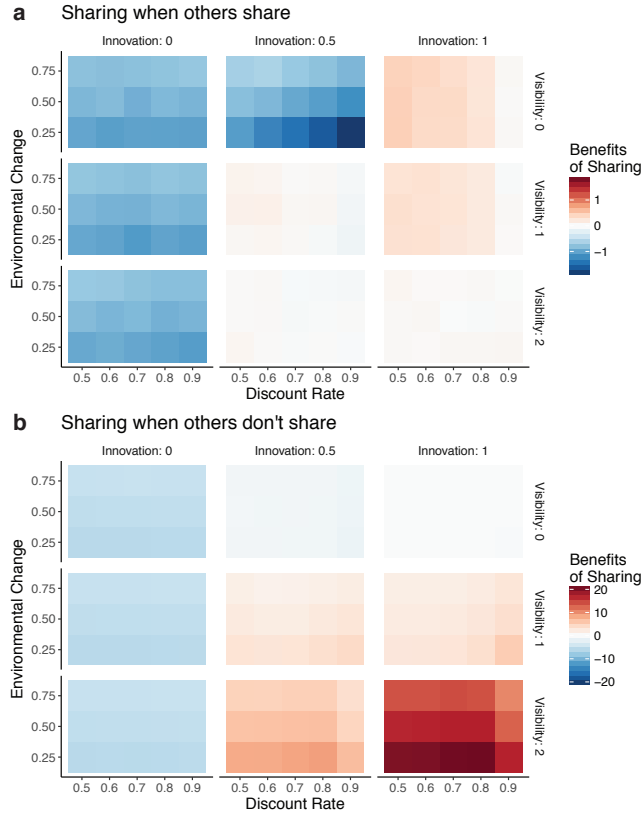 a Sharing when others share
Innovation: 0 Innovation: 0.5 Innovation: 1
Environmental Change
0.75
0.50
0.25
Visibility: 0
0.75
0.50
0.25
Visibility: 1
0.75
0.50
0.25
Visibility: 2
0.5 0.6 0.7 0.8 0.9 0.5 0.6 0.7 0.8 0.9 0.5 0.6 0.7 0.8 0.9
Discount Rate
Benefits
of Sharing
1
0
−1
b Sharing when others don't share
Innovation: 0 Innovation: 0.5 Innovation: 1
Environmental Change
0.75
0.50
0.25
Visibility: 0
0.75
0.50
0.25
Visibility: 1
0.75
0.50
0.25
Visibility: 2
0.5 0.6 0.7 0.8 0.9 0.5 0.6 0.7 0.8 0.9 0.5 0.6 0.7 0.8 0.9
Discount Rate
Benefits
of Sharing
20
10
0
−10
−20